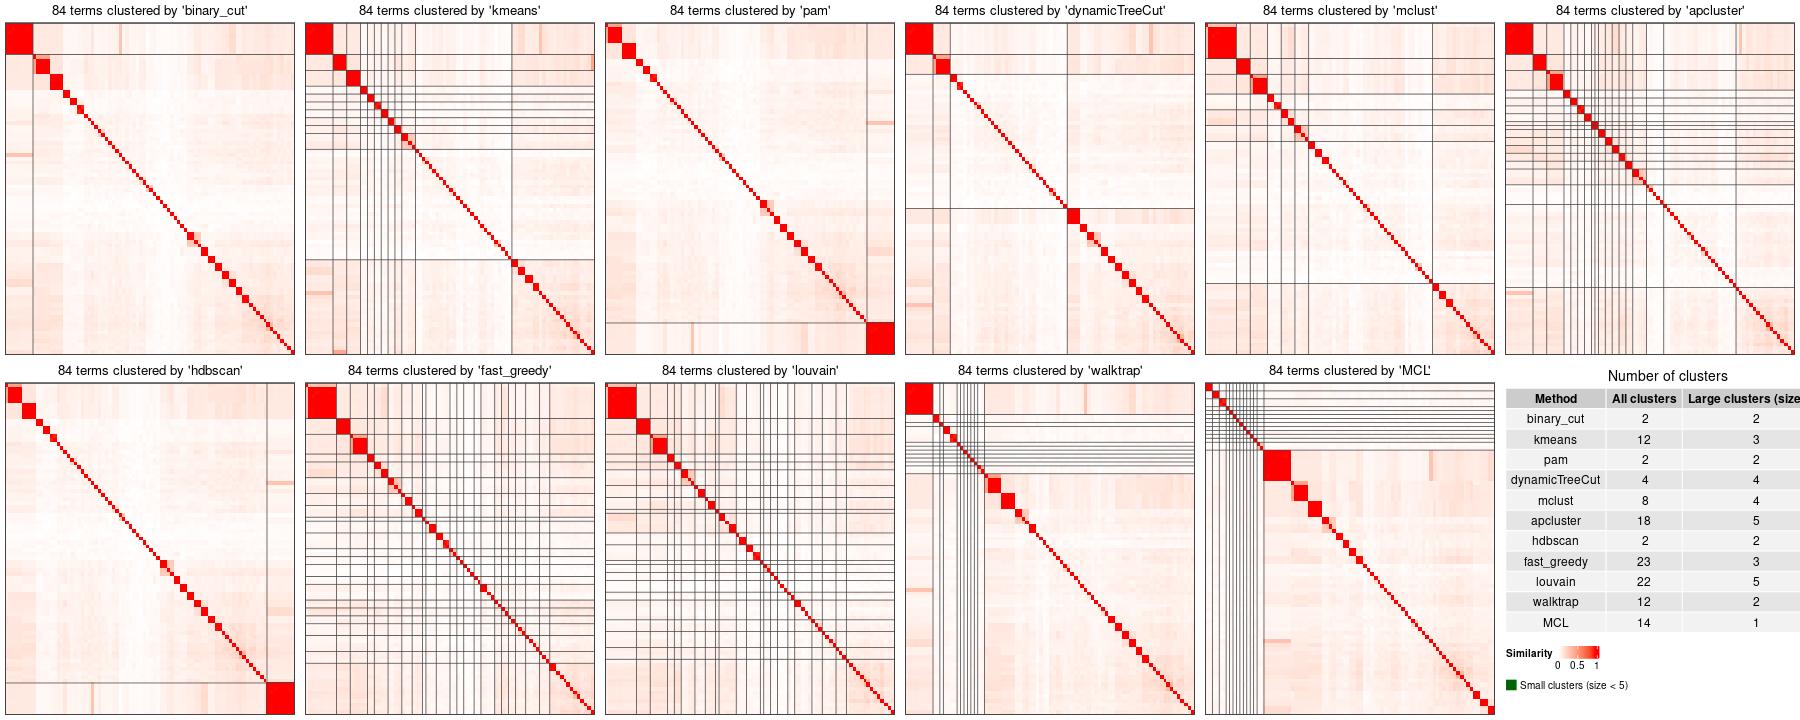 84 terms clustered by 'binary_cut'
84 terms clustered by 'kmeans'
84 terms clustered by 'pam'
84 terms clustered by 'dynamicTreeCut'
84 terms clustered by 'mclust'
84 terms clustered by 'apcluster'
84 terms clustered by 'hdbscan'
84 terms clustered by 'fast_greedy'
84 terms clustered by 'louvain'
84 terms clustered by 'walktrap'
84 terms clustered by 'MCL'
Number of clusters
Method All clusters Large clusters (size
binary_cut 2 2
kmeans 12 3
pam 2 2
dynamicTreeCut 4 4
mclust 8 4
apcluster 18 5
hdbscan 2 2
fast_greedy 23 3
louvain 22 5
walktrap 12 2
MCL 14 1
Similarity
0 0.5 1
Small clusters (size < 5)